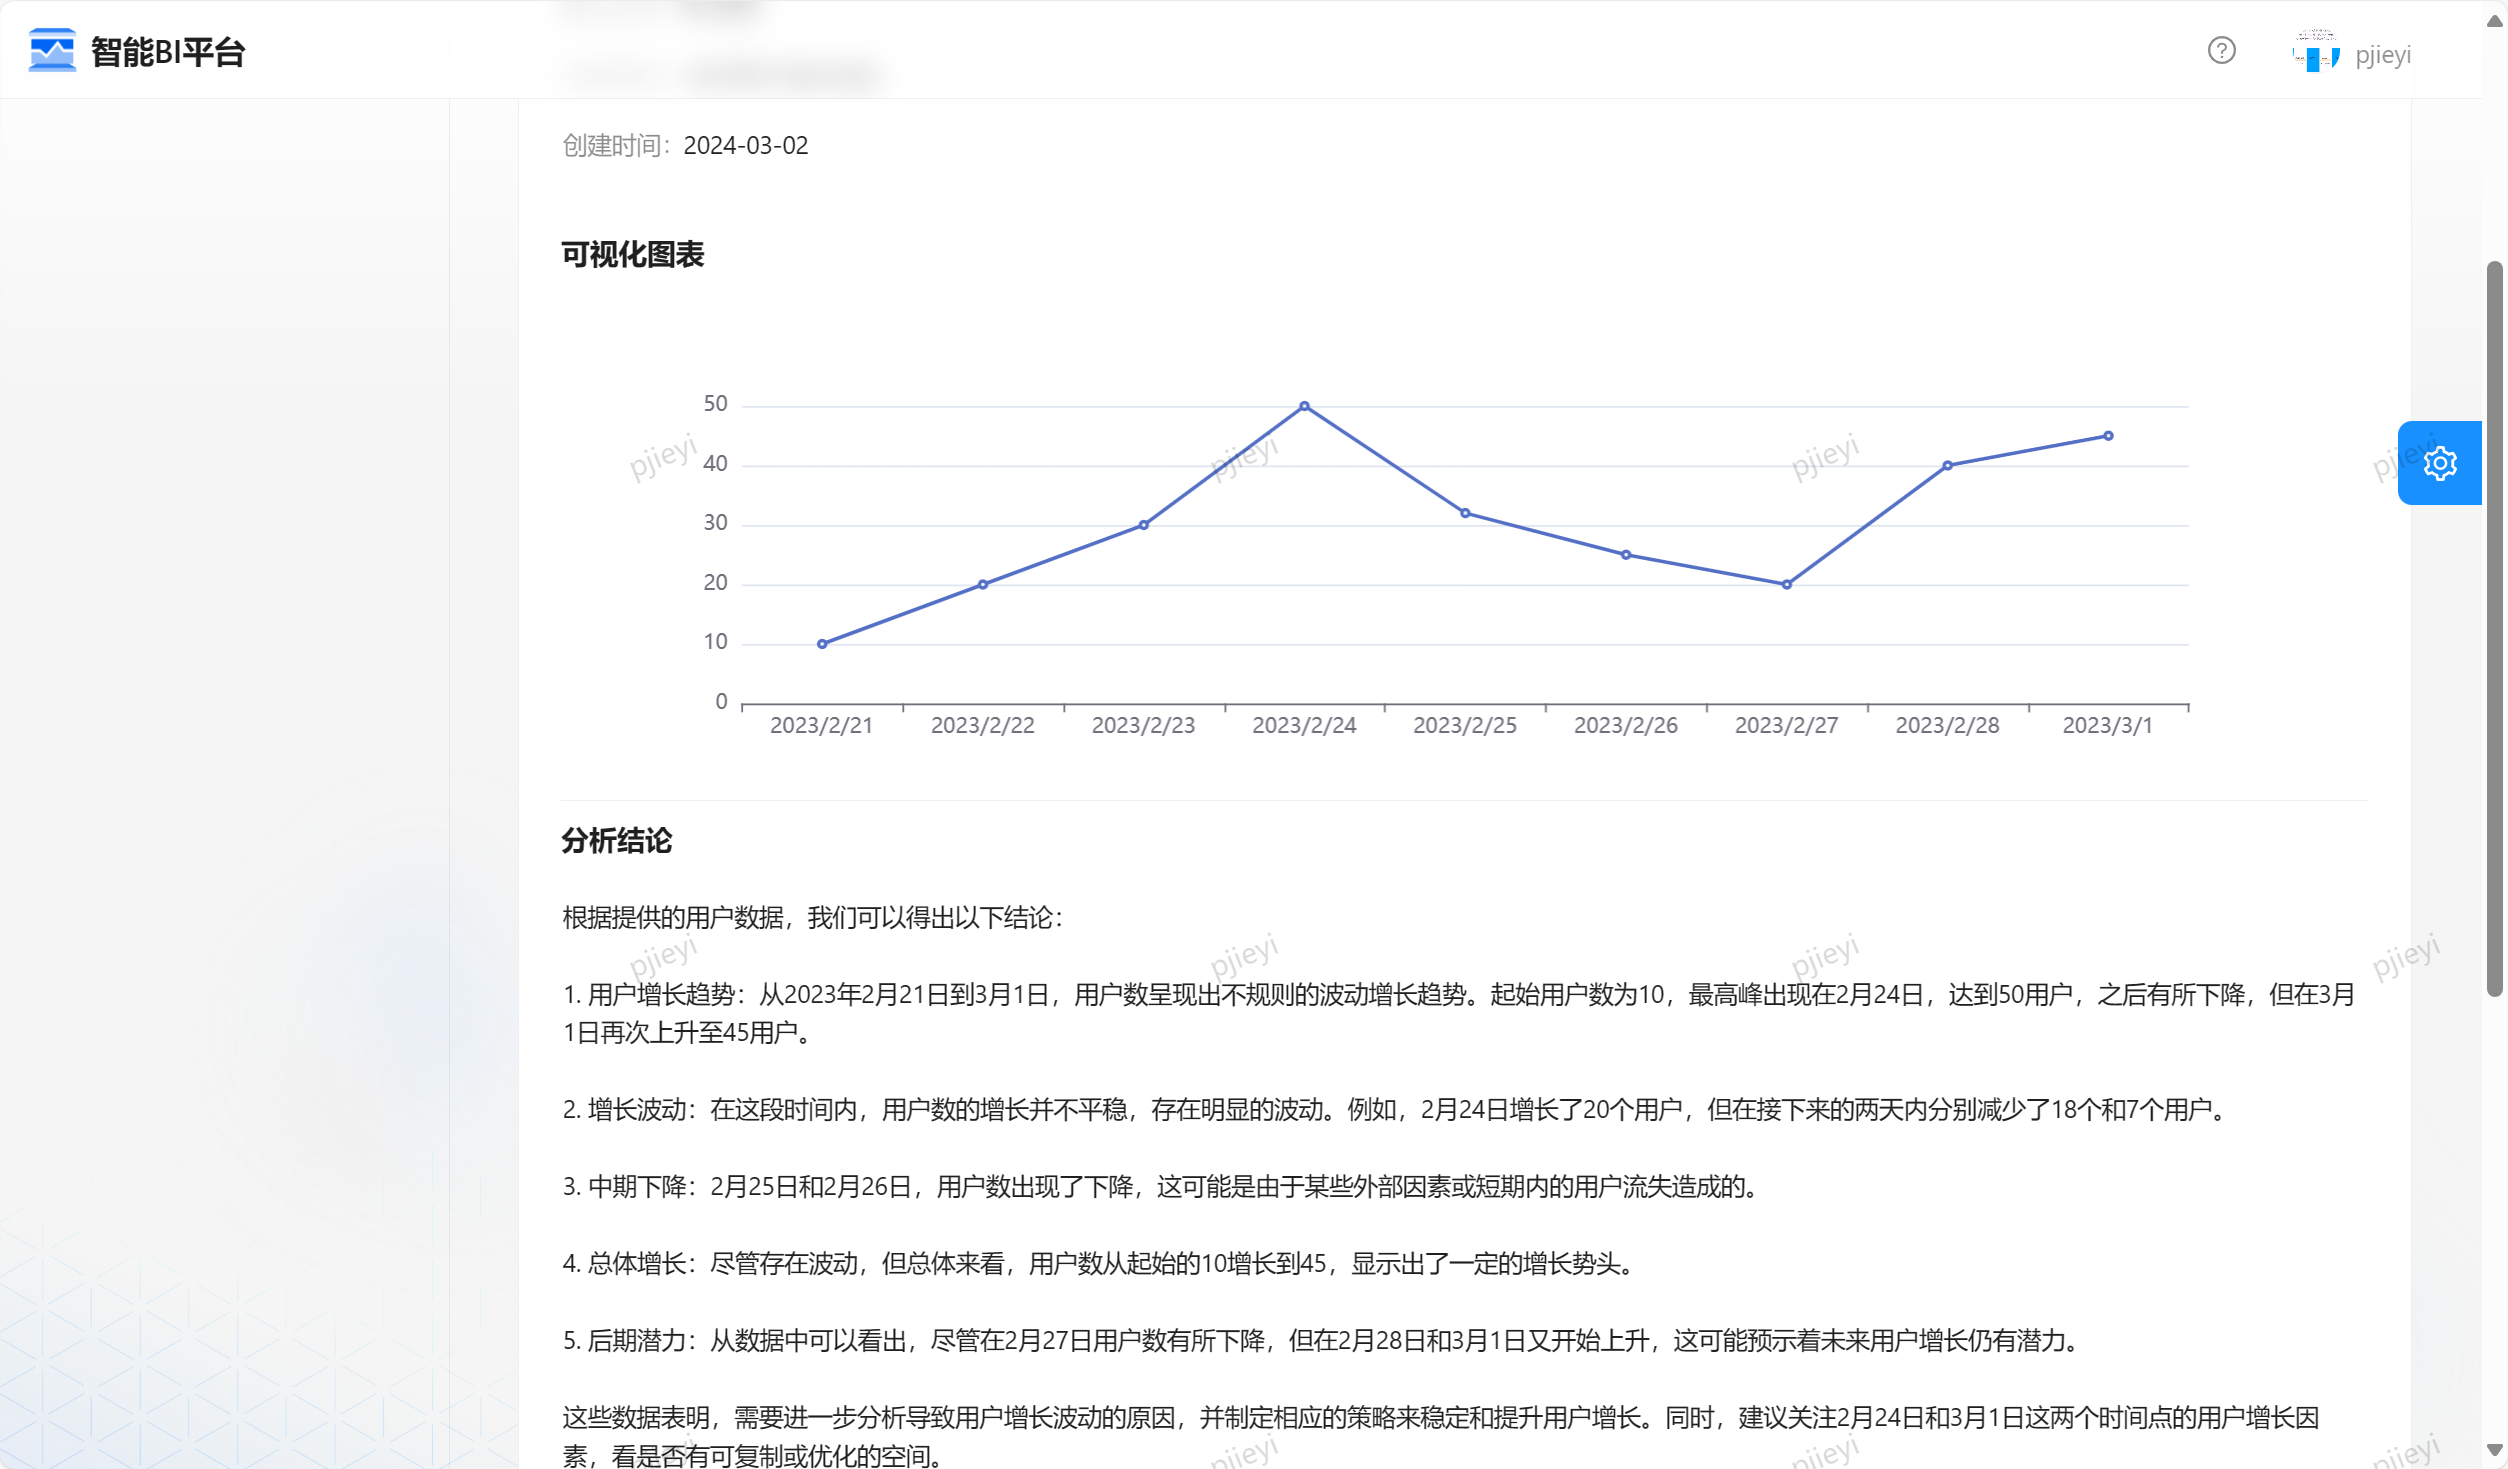 智能BI平台
pjieyi
创建时间：2024-03-02
可视化图表
50
40
30
20
10
0
2023/2/21 2023/2/22 2023/2/23 2023/2/24 2023/2/25 2023/2/26 2023/2/27 2023/2/28 2023/3/1
pjieyi pjieyi pjieyi pjieyi
分析结论
根据提供的用户数据，我们可以得出以下结论：
pjieyi pjieyi pjieyi pjieyi
1. 用户增长趋势：从2023年2月21日到3月1日，用户数呈现出不规则的波动增长趋势。起始用户数为10，最高峰出现在2月24日，达到50用户，之后有所下降，但在3月
1日再次上升至45用户。
2. 增长波动：在这段时间内，用户数的增长并不平稳，存在明显的波动。例如，2月24日增长了20个用户，但在接下来的两天内分别减少了18个和7个用户。
3. 中期下降：2月25日和2月26日，用户数出现了下降，这可能是由于某些外部因素或短期内的用户流失造成的。
4. 总体增长：尽管存在波动，但总体来看，用户数从起始的10增长到45，显示出了一定的增长势头。
5. 后期潜力：从数据中可以看出，尽管在2月27日用户数有所下降，但在2月28日和3月1日又开始上升，这可能预示着未来用户增长仍有潜力。
这些数据表明，需要进一步分析导致用户增长波动的原因，并制定相应的策略来稳定和提升用户增长。同时，建议关注2月24日和3月1日这两个时间点的用户增长因
素，看是否有可复制或优化的空间。
pjieyi pjieyi pjieyi pjieyi